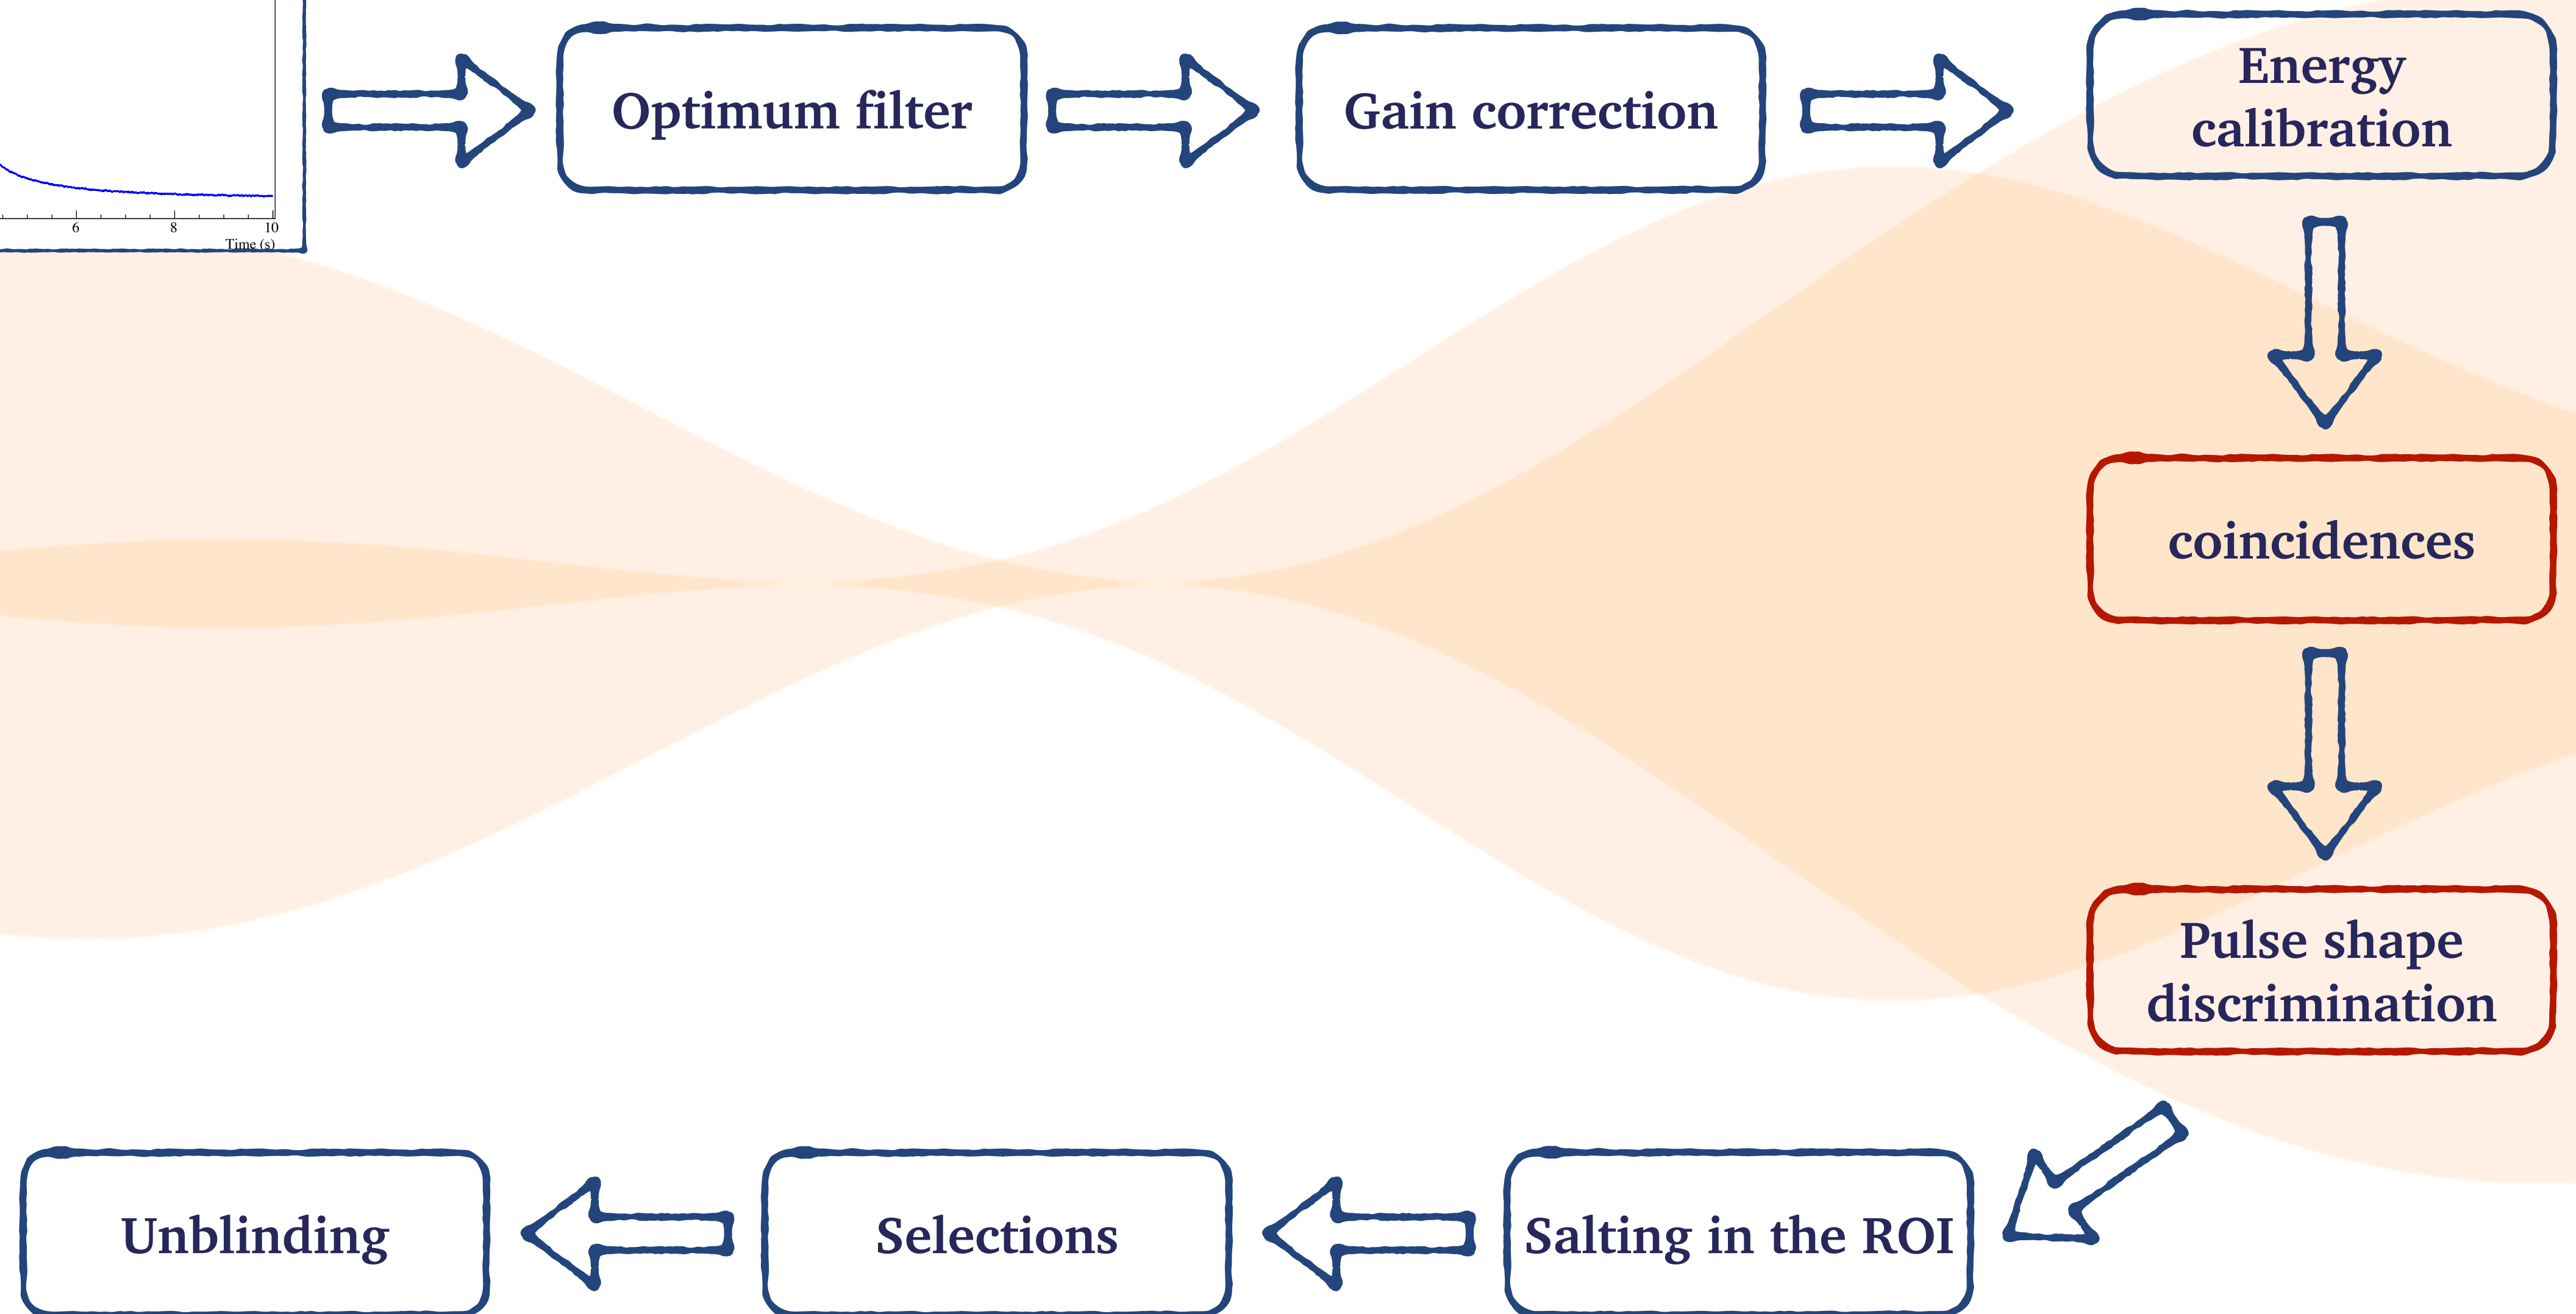 Optimum filter
Gain correction
Energy
calibration
6
8
10
Time (s)
coincidences
Pulse shape
discrimination
Unblinding
Selections
Salting in the ROI